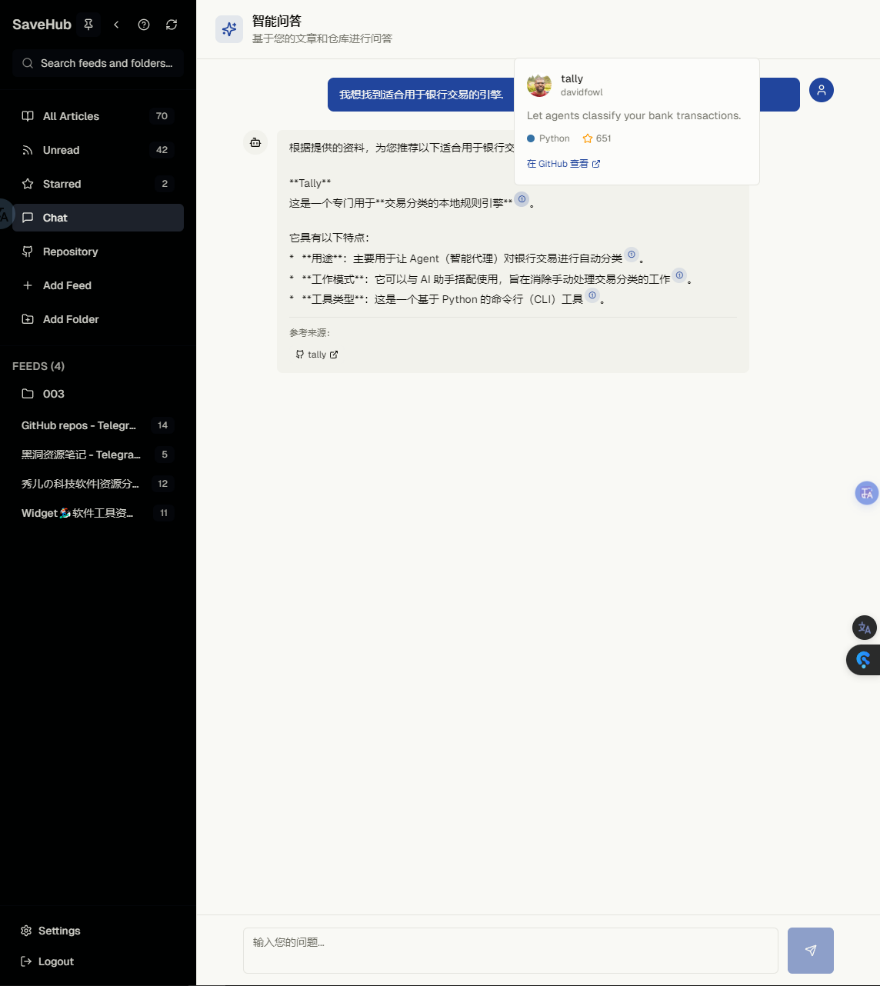 SaveHub
Search feeds and folders...
All Articles 70
Unread 42
Starred 2
Chat
Repository
Add Feed
Add Folder
FEEDS (4)
003
GitHub repos - Telegr... 14
黑洞资源笔记 - Telegra... 5
秀儿の科技软件|资源分... 12
Widget 软件工具资... 11
Settings
Logout
智能问答
基于您的文章和仓库进行问答
我想找到适合用于银行交易的引擎.
tally
davidfowl
Let agents classify your bank transactions.
Python 651
在 GitHub 查看
根据提供的资料，为您推荐以下适合用于银行交
**Tally**
这是一个专门用于**交易分类的本地规则引擎** 。
它具有以下特点：
* **用途**：主要用于让 Agent（智能代理）对银行交易进行自动分类 。
* **工作模式**：它可以与 AI 助手搭配使用，旨在消除手动处理交易分类的工作 。
* **工具类型**：这是一个基于 Python 的命令行（CLI）工具 。
参考来源：
tally
输入您的问题...